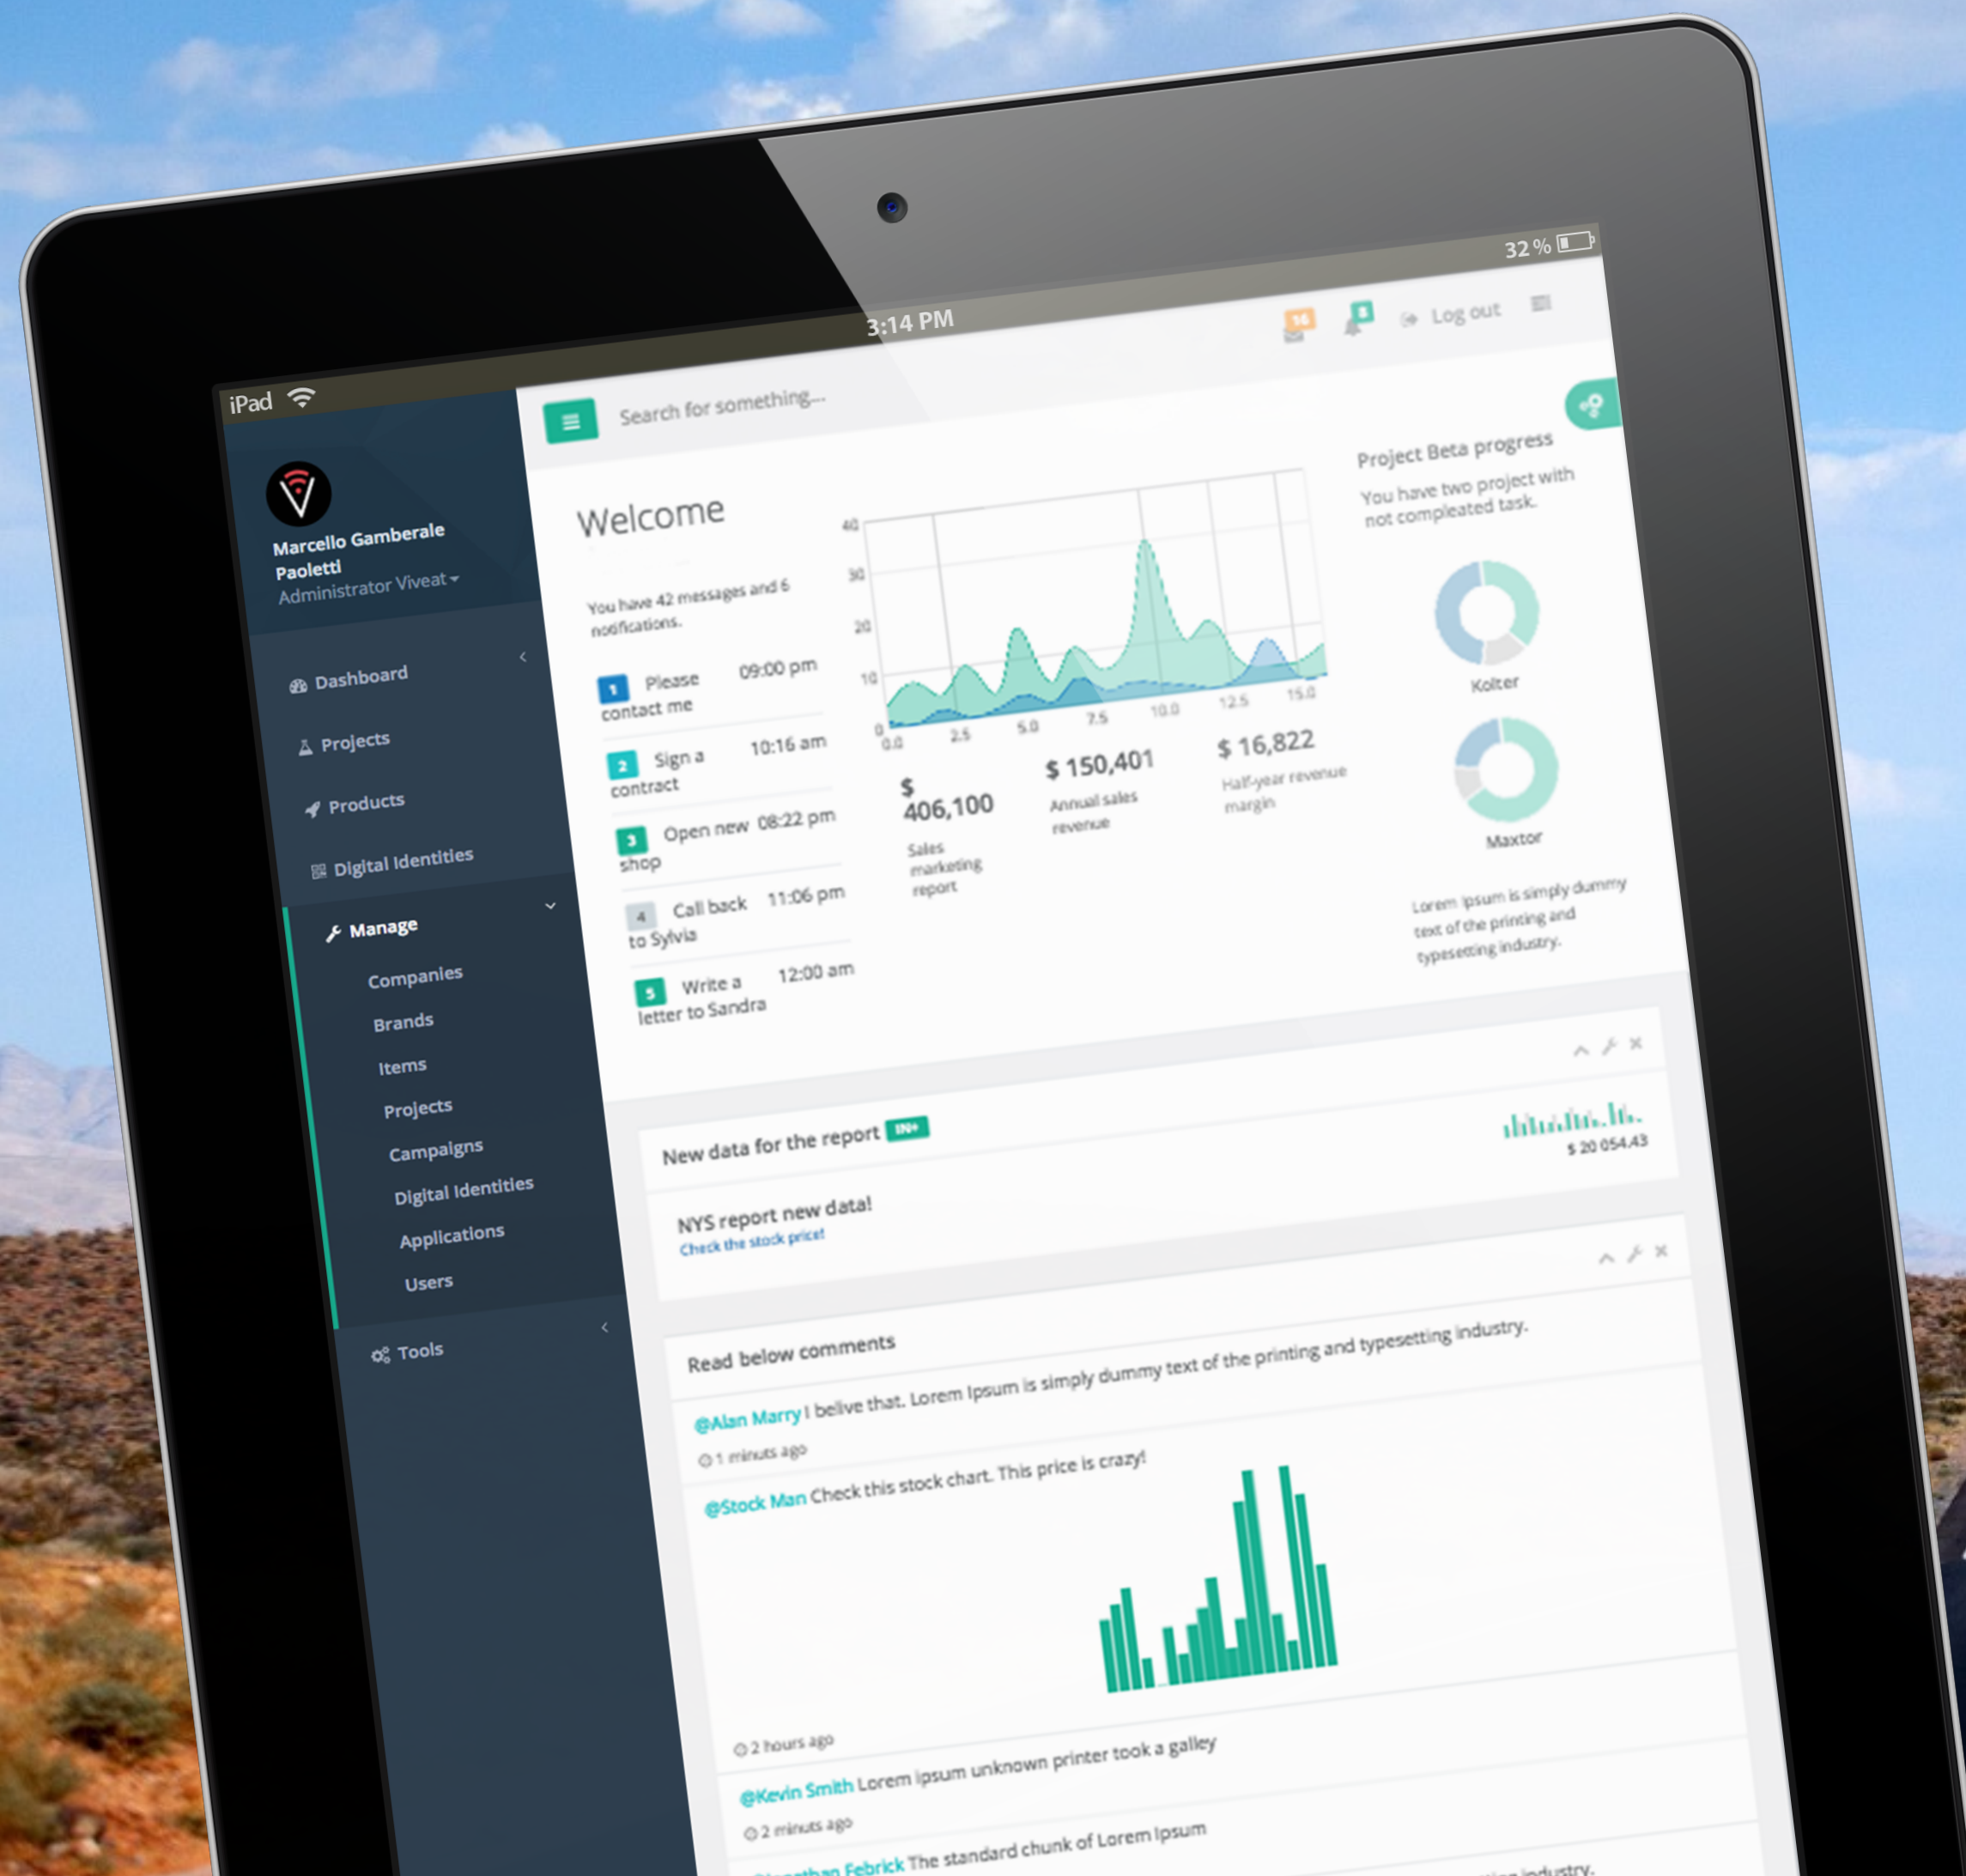 iPad
3:14 PM
32 %
Marcello Gamberale
Paoletti
Administrator Viveat
Dashboard
Projects
Products
Digital Identities
Manage
Companies
Brands
Items
Projects
Campaigns
Digital Identities
Applications
Users
Tools
Search for something...
16
8
Log out
Welcome
You have 42 messages and 6
notifications.
1 Please 09:00 pm
contact me
2 Sign a 10:16 am
contract
3 Open new 08:22 pm
shop
4 Call back 11:06 pm
to Sylvia
5 Write a 12:00 am
letter to Sandra
40
30
20
10
0
0.0 2.5 5.0 7.5 10.0 12.5 15.0
$
406,100
Sales
marketing
report
$ 150,401
Annual sales
revenue
$ 16,822
Half-year revenue
margin
Project Beta progress
You have two project with
not compleated task.
Kolter
Maxtor
Lorem Ipsum is simply dummy
text of the printing and
typesetting industry.
New data for the report IN+
NYS report new data!
Check the stock price!
$ 20 054.43
Read below comments
@Alan Marry I belive that. Lorem Ipsum is simply dummy text of the printing and typesetting industry.
1 minuts ago
@Stock Man Check this stock chart. This price is crazy!
2 hours ago
@Kevin Smith Lorem ipsum unknown printer took a galley
2 minuts ago
Febrick The standard chunk of Lorem Ipsum
industry.